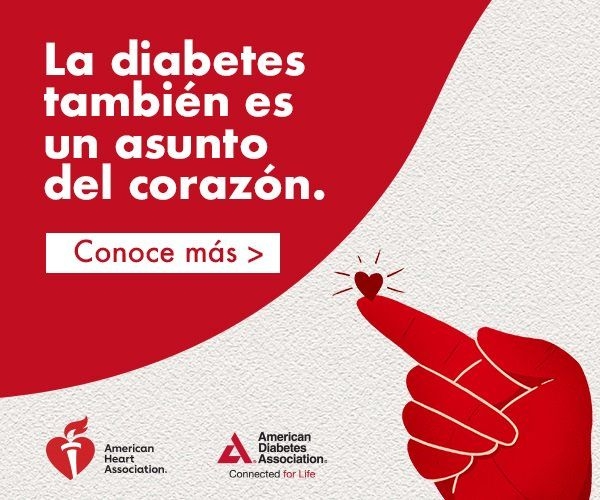 La diabetes
también es
un asunto
del corazón.
Conoce más >
American
Heart
Association.
American
Diabetes
Association®
Connected for Life